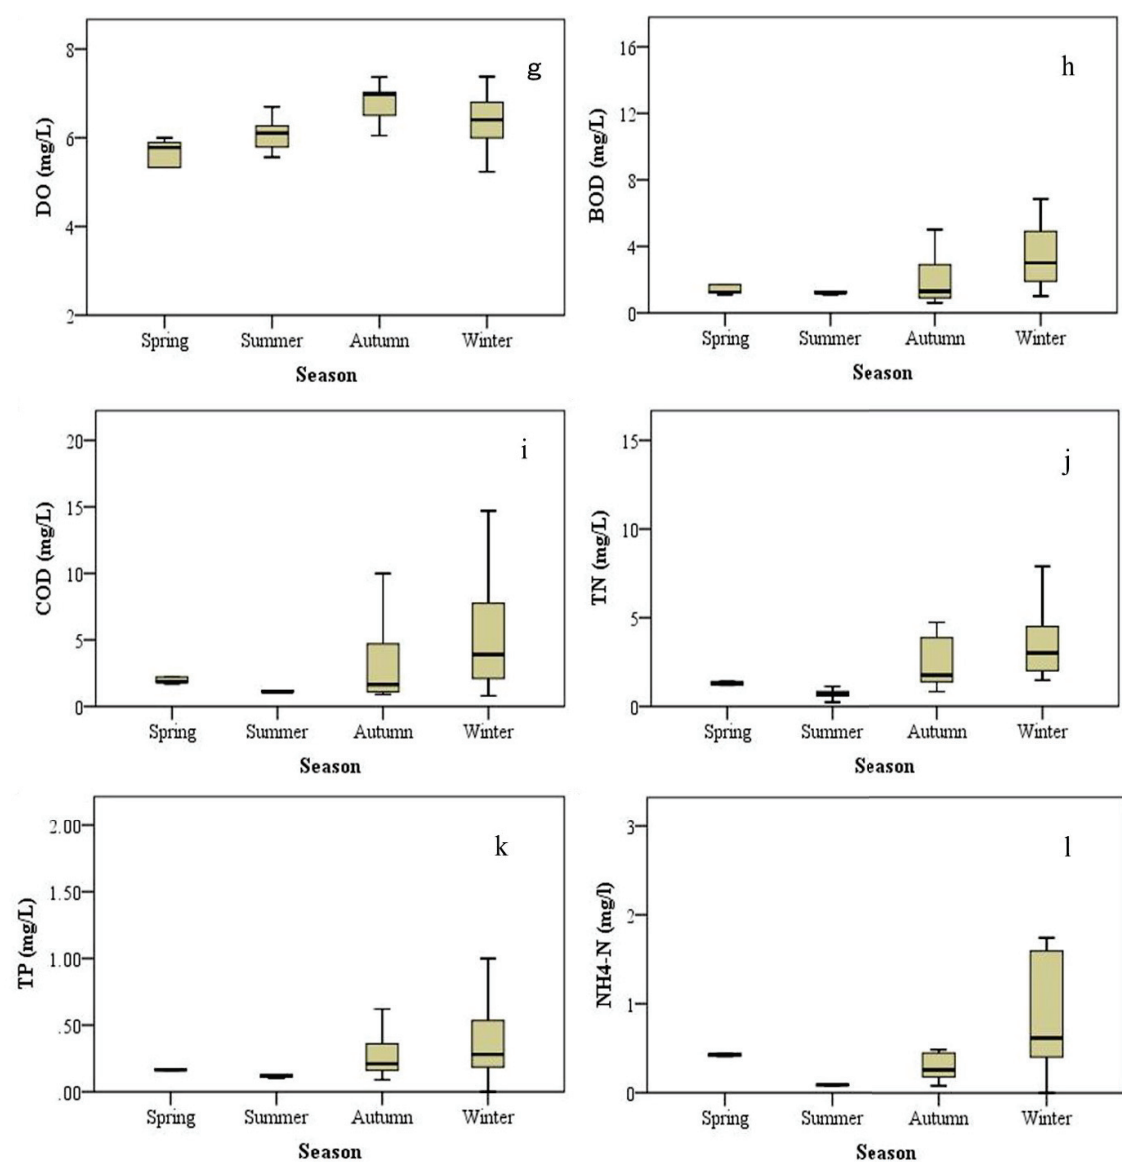 g
8
6
4
2
DO (mg/L)
Spring Summer Autumn Winter
Season
h
16
12
8
4
0
BOD (mg/L)
Spring Summer Autumn Winter
Season
i
20
15
10
5
0
COD (mg/L)
Spring Summer Autumn Winter
Season
j
15
10
5
0
TN (mg/L)
Spring Summer Autumn Winter
Season
k
2.00
1.50
1.00
.50
.00
TP (mg/L)
Spring Summer Autumn Winter
Season
l
3
2
1
0
NH4-N (mg/l)
Spring Summer Autumn Winter
Season